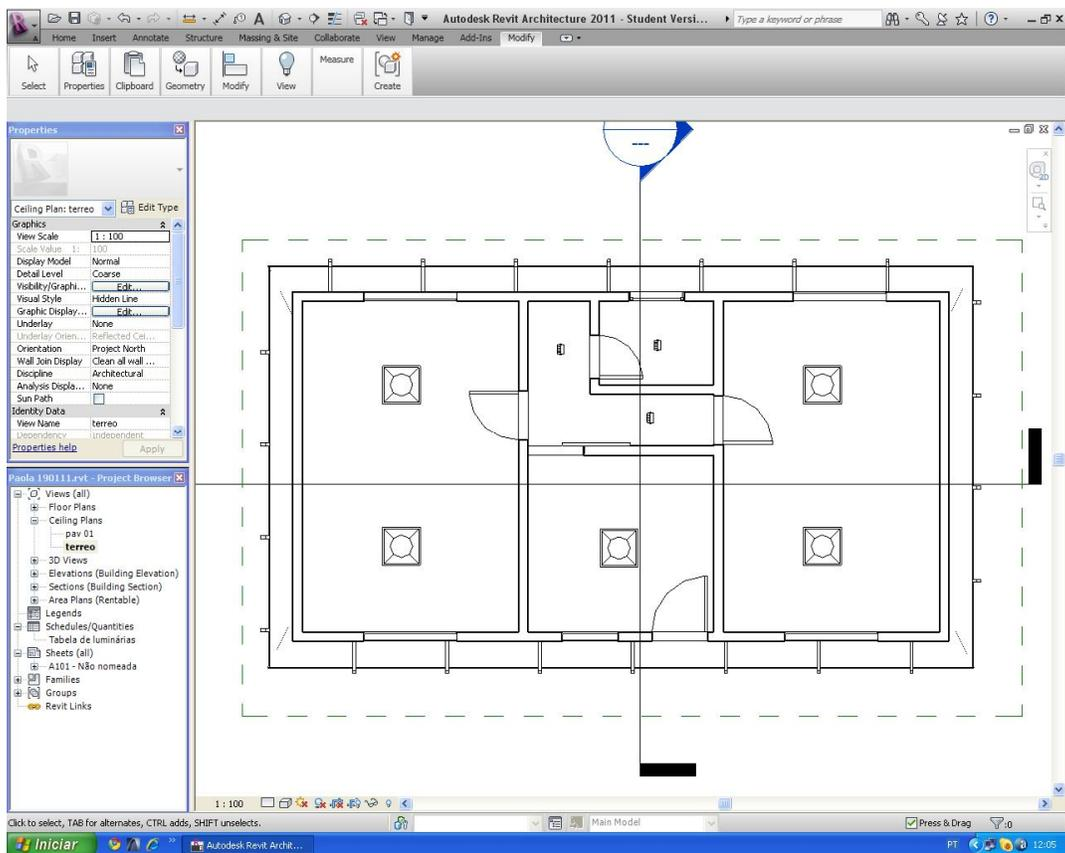 Autodesk Revit Architecture 2011 - Student Versi...
Type a keyword or phrase
Home Insert Annotate Structure Massing & Site Collaborate View Manage Add-Ins Modify
Select Properties Clipboard Geometry Modify View Measure Create
Properties
Ceiling Plan: terreo Edit Type
Graphics
View Scale 1 : 100
Scale Value 1: 100
Display Model Normal
Detail Level Coarse
Visibility/Graphi... Edit...
Visual Style Hidden Line
Graphic Display... Edit...
Underlay None
Underlay Orien... Reflected Cei...
Orientation Project North
Wall Join Display Clean all wall ...
Discipline Architectural
Analysis Displa... None
Sun Path
Identity Data
View Name terreo
Dependency Independent
Properties help Apply
Paola 190111.rvt - Project Browser
Views (all)
Floor Plans
Ceiling Plans
pav 01
terreo
3D Views
Elevations (Building Elevation)
Sections (Building Section)
Area Plans (Rentable)
Legends
Schedules/Quantities
Tabela de luminárias
Sheets (all)
A101 - Não nomeada
Families
Groups
Revit Links
---
2D
1 : 100
Click to select, TAB for alternates, CTRL adds, SHIFT unselects.
Main Model
Press & Drag
:0
Iniciar
Autodesk Revit Archit...
PT
12:05